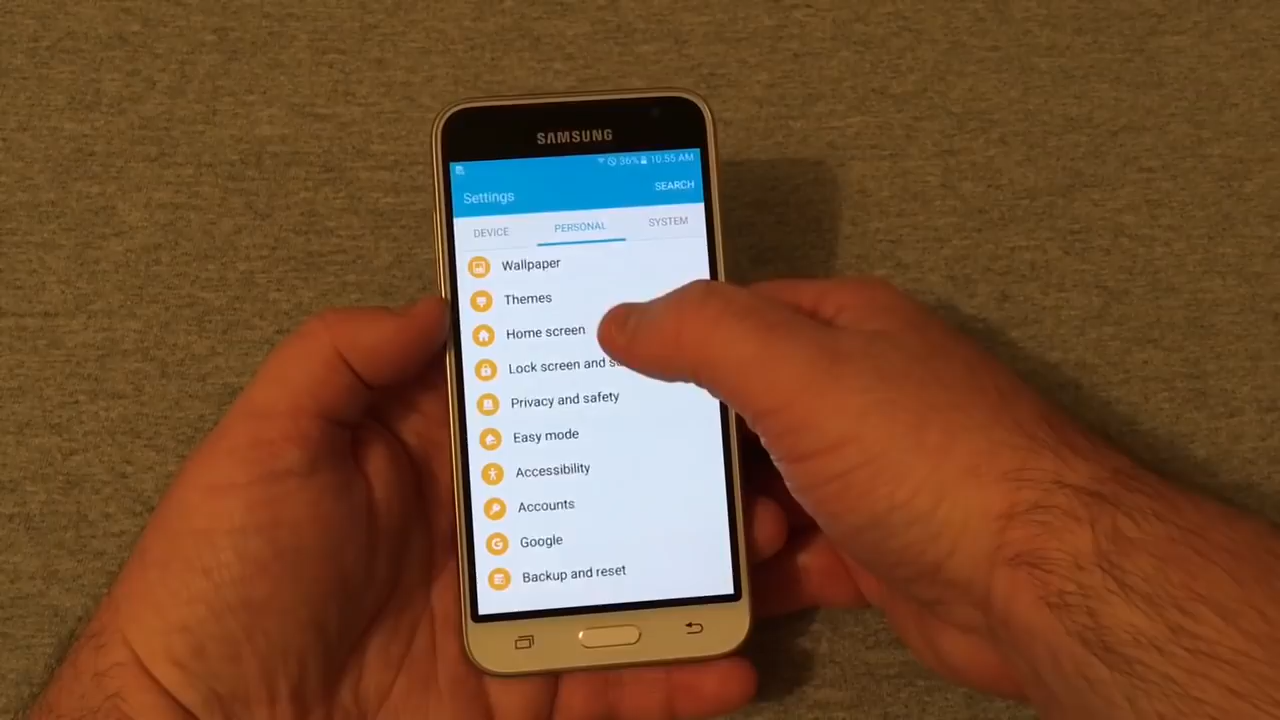 SAMSUNG
36% 10.55 AM
Settings
SEARCH
DEVICE PERSONAL SYSTEM
Wallpaper
Themes
Home screen
Lock screen and
Privacy and safety
Easy mode
Accessibility
Accounts
Google
Backup and reset